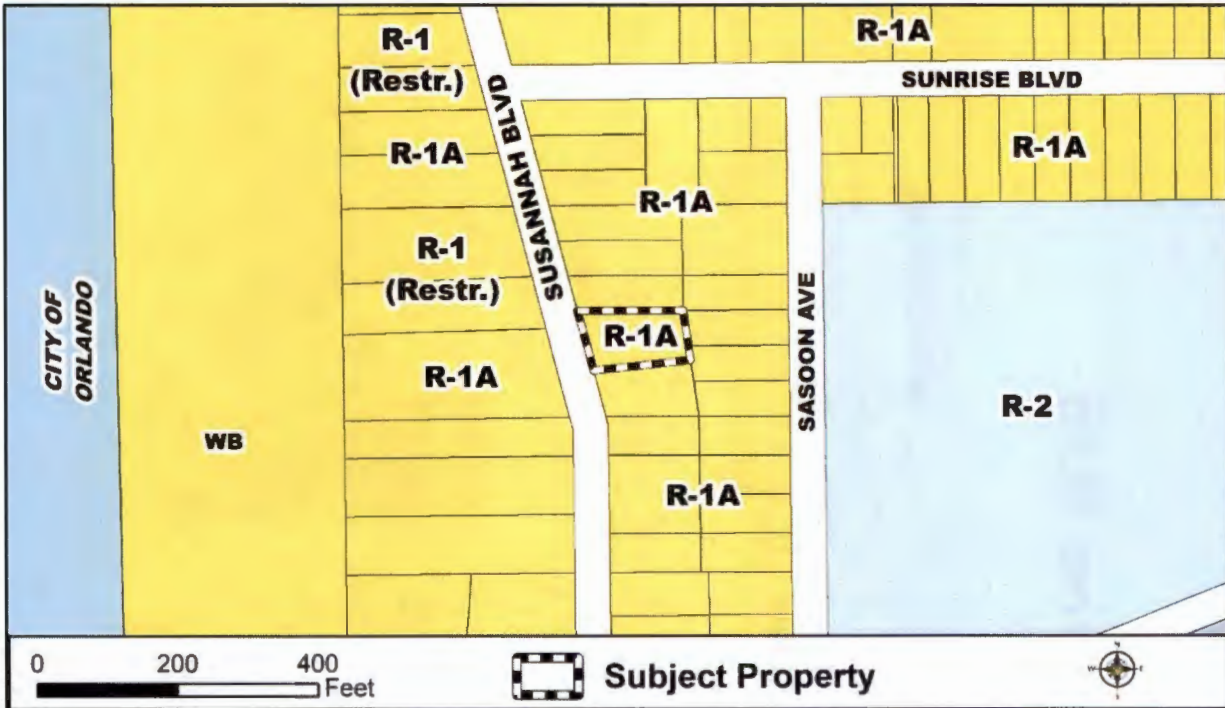 R-1
(Restr.)
R-1A
SUNRISE BLVD
SUSANNAH BLVD
R-1A
R-1A
R-1A
R-1
(Restr.)
CITY OF
ORLANDO
R-1A
R-1A
SASOON AVE
R-2
WB
R-1A
0 200 400
Feet
Subject Property
N
W
E
S